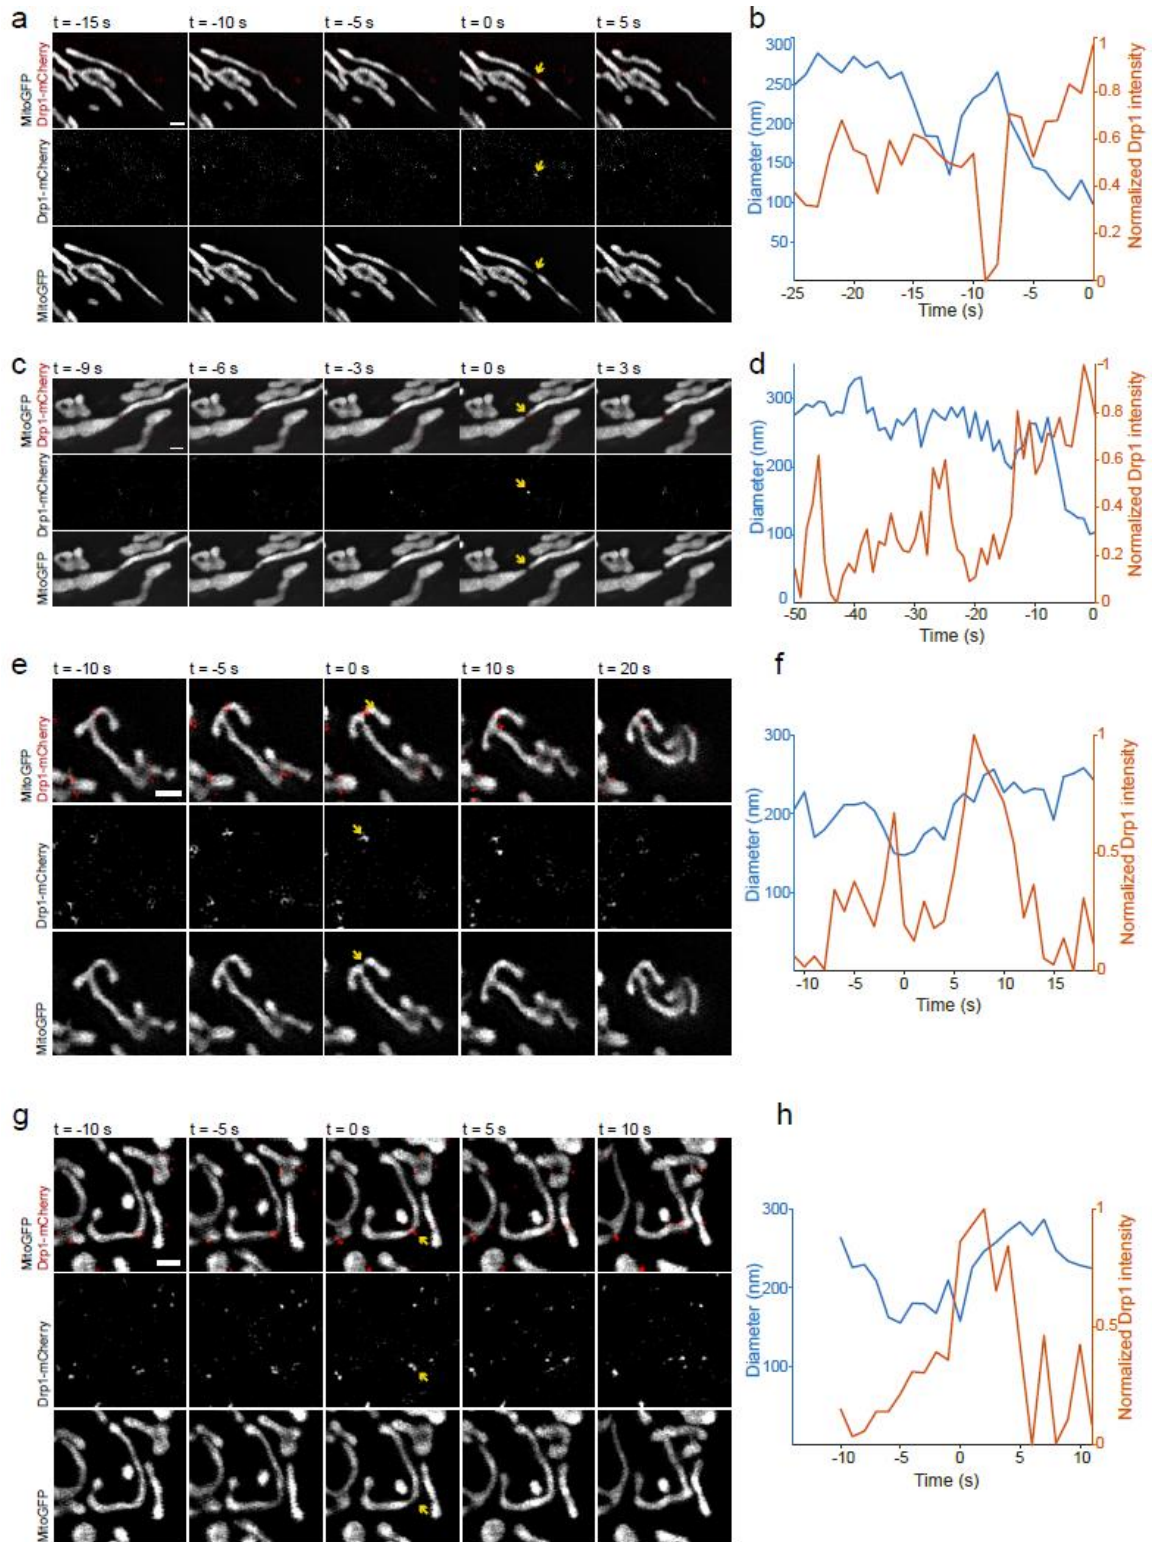 a
t = -15 s
t = -10 s
t = -5 s
t = 0 s
t = 5 s
MitoGFP
Drp1-mCherry
Drp1-mCherry
MitoGFP
b
300
250
200
150
100
50
Diameter (nm)
1
0.8
0.6
0.4
0.2
0
Normalized Drp1 intensity
-25
-20
-15
-10
-5
0
Time (s)
c
t = -9 s
t = -6 s
t = -3 s
t = 0 s
t = 3 s
MitoGFP
Drp1-mCherry
Drp1-mCherry
MitoGFP
d
300
200
100
0
Diameter (nm)
1
0.8
0.6
0.4
0.2
0
Normalized Drp1 intensity
-50
-40
-30
-20
-10
0
Time (s)
e
t = -10 s
t = -5 s
t = 0 s
t = 10 s
t = 20 s
MitoGFP
Drp1-mCherry
Drp1-mCherry
MitoGFP
f
300
200
100
Diameter (nm)
1
0.5
0
Normalized Drp1 intensity
-10
-5
0
5
10
15
Time (s)
g
t = -10 s
t = -5 s
t = 0 s
t = 5 s
t = 10 s
MitoGFP
Drp1-mCherry
Drp1-mCherry
MitoGFP
h
300
200
100
Diameter (nm)
1
0.5
0
Normalized Drp1 intensity
-10
-5
0
5
10
Time (s)